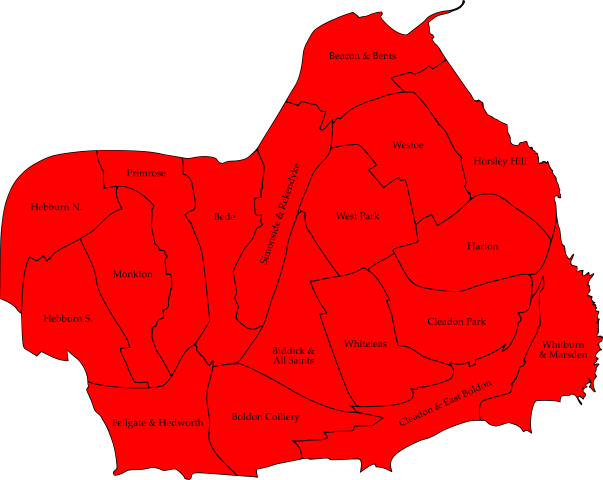 Beacon & Bents
Westoe
Horsley Hill
Primrose
Hebburn N.
Bede
Simonside & Rekendyke
West Park
Harton
Monkton
Hebburn S.
Cleadon Park
Whiteleas
Biddick &
All Saints
Whitburn
& Marsden
Cleadon & East Boldon
Boldon Colliery
Fellgate & Hedworth